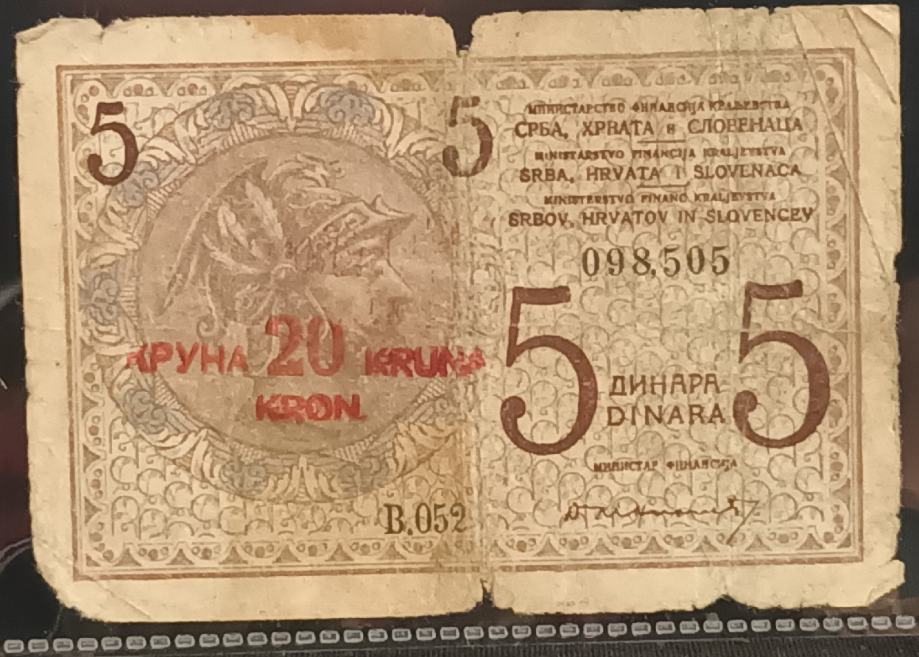 5
5
МИНИСТАРСТВО ФИНАНСИЈА КРАЉЕВСТВА
СРБА, ХРВАТА и СЛОВЕНАЦА
MINISTARSTVO FINANCIJA KRALJEVSTVA
SRBA, HRVATA I SLOVENACA
MINISTERSTVO FINANC KRALJEVSTVA
SRBOV, HRVATOV IN SLOVENCEV
098,505
КРУНА 20 KRUNA
KRON
5 ДИНАРА 5
DINARA
МИНИСТАР ФИНАНСИЈА
B.052